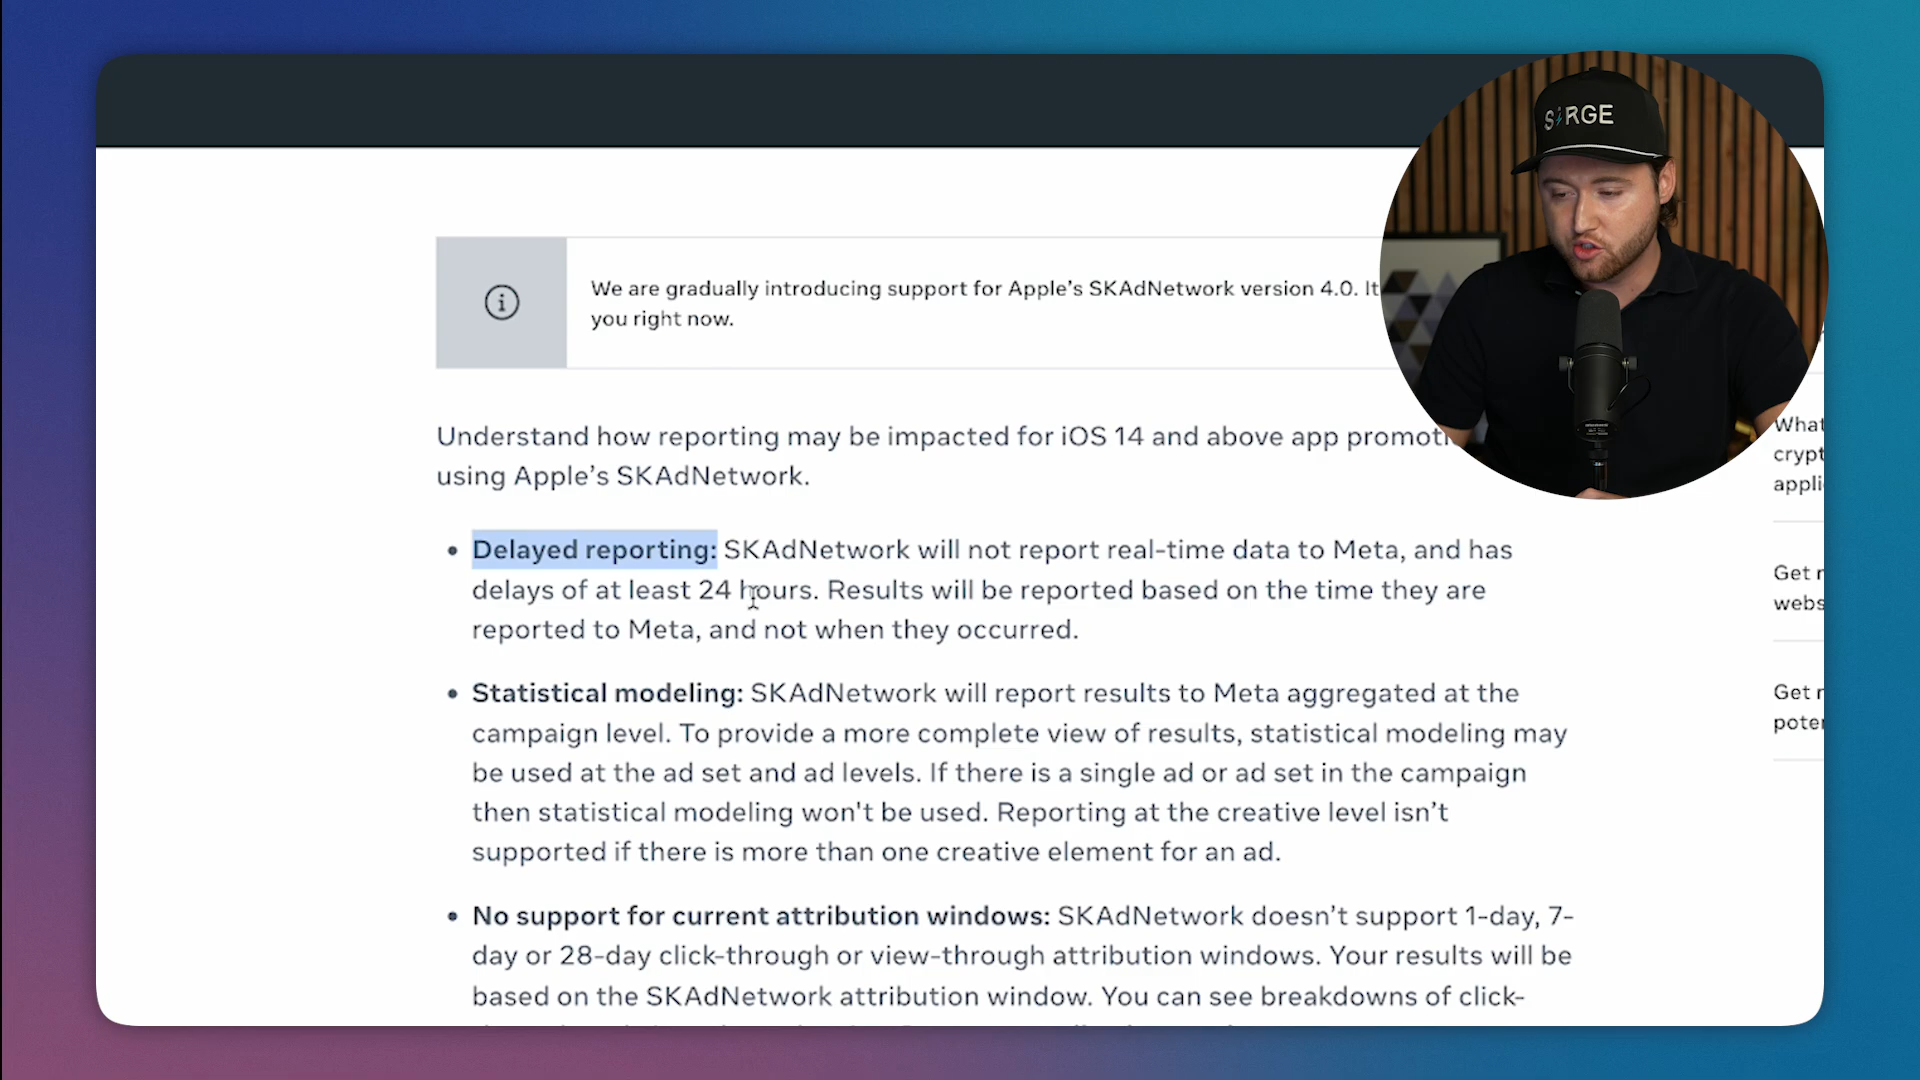 SIRGE
We are gradually introducing support for Apple's SKAdNetwork version 4.0. It
you right now.
Understand how reporting may be impacted for iOS 14 and above app promoti
using Apple's SKAdNetwork.
• Delayed reporting: SKAdNetwork will not report real-time data to Meta, and has
delays of at least 24 hours. Results will be reported based on the time they are
reported to Meta, and not when they occurred.
• Statistical modeling: SKAdNetwork will report results to Meta aggregated at the
campaign level. To provide a more complete view of results, statistical modeling may
be used at the ad set and ad levels. If there is a single ad or ad set in the campaign
then statistical modeling won't be used. Reporting at the creative level isn't
supported if there is more than one creative element for an ad.
• No support for current attribution windows: SKAdNetwork doesn't support 1-day, 7-
day or 28-day click-through or view-through attribution windows. Your results will be
based on the SKAdNetwork attribution window. You can see breakdowns of click-
What
crypt
appli
Get
webs
Get
poter